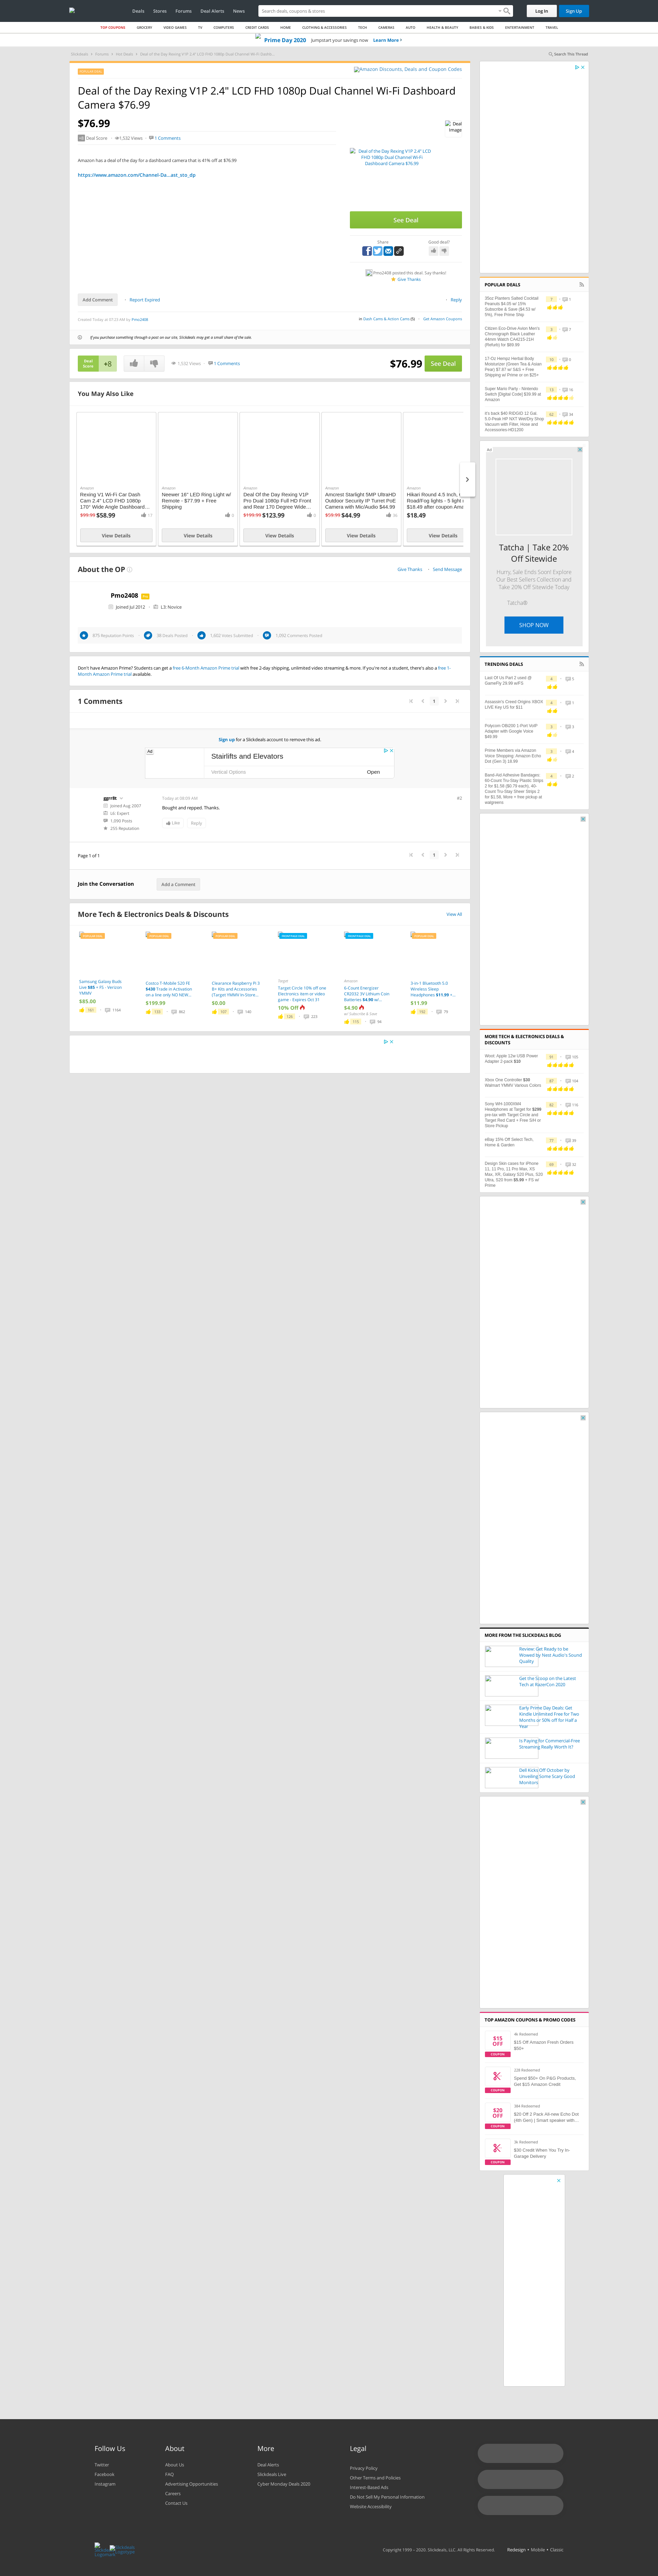 Deals Stores Forums Deal Alerts News
Search deals, coupons & stores
Log In Sign Up
TOP COUPONS GROCERY VIDEO GAMES TV COMPUTERS CREDIT CARDS HOME CLOTHING & ACCESSORIES TECH CAMERAS AUTO HEALTH & BEAUTY BABIES & KIDS ENTERTAINMENT TRAVEL
Prime Day 2020 Jumpstart your savings now Learn More
Slickdeals > Forums > Hot Deals > Deal of the Day Rexing V1P 2.4" LCD FHD 1080p Dual Channel Wi-Fi Dashb...
Search This Thread
Amazon Discounts, Deals and Coupon Codes
Deal of the Day Rexing V1P 2.4" LCD FHD 1080p Dual Channel Wi-Fi Dashboard
Camera $76.99
$76.99
+8 Deal Score 1,532 Views 1 Comments
Deal
Image
Amazon has a deal of the day for a dashboard camera that is 41% off at $76.99
https://www.amazon.com/Channel-Da...ast_sto_dp
Deal of the Day Rexing V1P 2.4" LCD
FHD 1080p Dual Channel Wi-Fi
Dashboard Camera $76.99
See Deal
Share
Good deal?
Pmo2408 posted this deal. Say thanks!
Give Thanks
Add Comment Report Expired Reply
Created Today at 07:25 AM by Pmo2408
in Dash Cams & Action Cams (5) Get Amazon Coupons
If you purchase something through a post on our site, Slickdeals may get a small share of the sale.
Deal
Score +8 1,532 Views 1 Comments $76.99 See Deal
You May Also Like
Amazon
Rexing V1 Wi-Fi Car Dash
Cam 2.4" LCD FHD 1080p
170° Wide Angle Dashboard...
$99.99 $58.99 13
View Details
Amazon
Neewer 18" LED Ring Light w/
Remote - $77.99 + Free
Shipping
5
View Details
Amazon
Deal Of the Day Rexing V1P
Pro Dual 1080p Full HD Front
and Rear 170 Degree Wide...
$199.99 $123.99 8
View Details
Amazon
Amcrest Starlight 5MP UltraHD
Outdoor Security IP Turret PoE
Camera with Mic/Audio $44.99
$59.99 $44.99
View Details
Amazon
Hikari Round 4.5 Inch,
Road/Fog lights - 5 light
$18.49 after coupon Ama
$18.49
View Details
About the OP
Give Thanks Send Message
Pmo2408
Joined Jul 2012 L3: Novice
875 Reputation Points 38 Deals Posted 1,602 Votes Submitted 1,092 Comments Posted
Don't have Amazon Prime? Students can get a free 6-Month Amazon Prime trial with free 2-day shipping, unlimited video streaming & more. If you're not a student, there's also a free 1-
Month Amazon Prime trial available.
1 Comments
1
Sign up for a Slickdeals account to remove this ad.
Ad
Stairlifts and Elevators
Vertical Options Open
Joined Aug 2007
L6: Expert
1,093 Posts
253 Reputation
Today at 08:09 AM
#2
Bought and repped. Thanks.
Like Reply
Page 1 of 1
1
Join the Conversation
Add a Comment
More Tech & Electronics Deals & Discounts
View All
Samsung Galaxy Buds
Live $85 + FS - Verizon
YMMV
$85.00
Costco T-Mobile S20 FE
$430 Trade in Activation
on a line only NO NEW...
$199.99
Clearance Raspberry PI 3
B+ Kits and Accessories
(Target YMMV In Store...
$0.00
Target
Target Circle 10% off one
Electronics item or video
game - Expires Oct 31
10% Off
Amazon
6-Count Energizer
CR2032 3V Lithium Coin
Batteries $4.90 w/...
$4.90
w/ Subscribe & Save
3-in-1 Bluetooth 5.0
Wireless Sleep
Headphones $11.99 +...
$11.99
POPULAR DEALS
35oz Planters Salted Cocktail
Peanuts $4.05 w/ 15%
Subscribe & Save ($4.53 w/
5%), Free Prime Ship
Citizen Eco-Drive Axiom Men's
Chronograph Black Leather
44mm Watch CA4215-21H
(Refurb) for $89.99
17-Oz Hempz Herbal Body
Moisturizer (Green Tea & Asian
Pear) $7.67 w/ S&S + Free
Shipping w/ Prime or on $25+
Super Mario Party - Nintendo
Switch [Digital Code] $39.99 at
Amazon
It's back $40 RIDGID 12 Gal.
5.0-Peak HP NXT Wet/Dry Shop
Vacuum with Filter, Hose and
Accessories-HD1200
Ad
Tatcha | Take 20%
Off Sitewide
Hurry, Sale Ends Soon! Explore
Our Best Sellers Collection and
Take 20% Off Sitewide Today.
Tatcha®
SHOP NOW
TRENDING DEALS
Last Of Us Part 2 used @
GameFly 29.99 w/FS
Assassin's Creed Origins XBOX
LIVE Key US for $11
Polycom OBi200 1-Port VoIP
Adapter with Google Voice
$49.99
Prime Members via Amazon
Voice Shopping: Amazon Echo
Dot (Gen 3) 18.99
Band-Aid Adhesive Bandages:
60-Count Tru-Stay Plastic Strips
2 for $1.59 ($0.79 each), 40-
Count Tru-Stay Sheer Strips 2
for $1.59, More + free pickup at
walgreens
MORE TECH & ELECTRONICS DEALS &
DISCOUNTS
Woot: Apple 12w USB Power
Adapter 2-pack $10
Xbox One Controller $30
Walmart YMMV Various Colors
Sony WH-1000XM4
Headphones at Target for $298
pre-tax with Target Circle and
Target Red Card + Free S/H or
Store Pickup
eBay 15% Off Select Tech,
Home & Garden
Design Skin cases for iPhone
11, 11 Pro, 11 Pro Max, XS
Max, XR, Galaxy S20 Plus, S20
Ultra, S20 from $5.98 + FS w/
Prime
MORE FROM THE SLICKDEALS BLOG
Review: Get Ready to be
Wowed by Nest Audio's Sound
Quality
Get the Scoop on the Latest
Tech at RazerCon 2020
Early Prime Day Deals: Get
Kindle Unlimited Free for Two
Months or 50% off for Half a
Year
Is Paying for Commercial Free
Streaming Really Worth It?
Dell Kicks Off October by
Unveiling Some Scary Good
Monitors
TOP AMAZON COUPONS & PROMO CODES
$15
OFF
COUPON
4k Redeemed
$15 Off Amazon Fresh Orders
$50+
COUPON
228 Redeemed
Spend $50+ On P&G Products,
Get $15 Amazon Credit
$20
OFF
COUPON
384 Redeemed
$20 Off 2 Pack All-new Echo Dot
(4th Gen) | Smart speaker with...
COUPON
3k Redeemed
$30 Credit When You Try In-
Garage Delivery
Follow Us
Twitter
Facebook
Instagram
About
About Us
FAQ
Advertising Opportunities
Careers
Contact Us
More
Deal Alerts
Slickdeals Live
Cyber Monday Deals 2020
Legal
Privacy Policy
Other Terms and Policies
Interest-Based Ads
Do Not Sell My Personal Information
Website Accessibility
Copyright 1999 - 2020. Slickdeals, LLC. All Rights Reserved. Redesign • Mobile • Classic